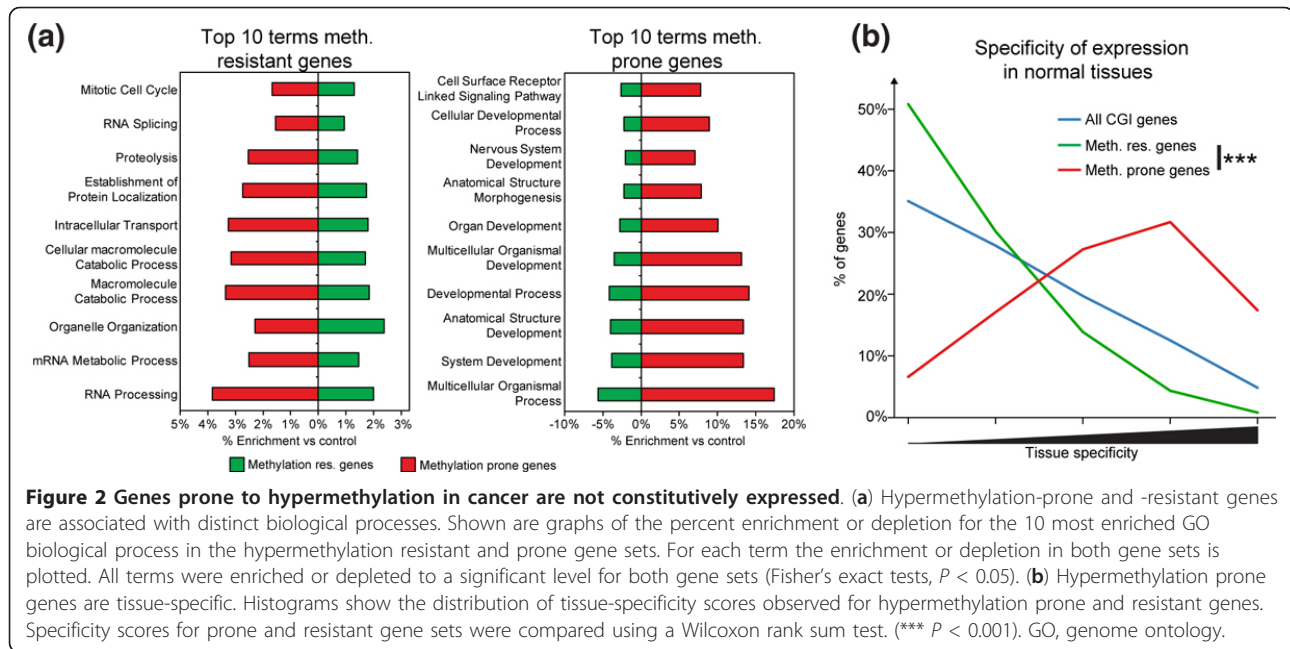 (a)
Top 10 terms meth.
resistant genes
Mitotic Cell Cycle
RNA Splicing
Proteolysis
Establishment of
Protein Localization
Intracellular Transport
Cellular macromolecule
Catabolic Process
Macromolecule
Catabolic Process
Organelle Organization
mRNA Metabolic Process
RNA Processing
5% 4% 3% 2% 1% 0% 1% 2% 3%
% Enrichment vs control
Top 10 terms meth.
prone genes
Cell Surface Receptor
Linked Signaling Pathway
Cellular Developmental
Process
Nervous System
Development
Anatomical Structure
Morphogenesis
Organ Development
Multicellular Organismal
Development
Developmental Process
Anatomical Structure
Development
System Development
Multicellular Organismal
Process
-10% -5% 0% 5% 10% 15% 20%
% Enrichment vs control
Methylation res. genes
Methylation prone genes
(b)
Specificity of expression
in normal tissues
All CGI genes
Meth. res. genes
Meth. prone genes
***
% of genes
50%
40%
30%
20%
10%
0%
Tissue specificity
Figure 2 Genes prone to hypermethylation in cancer are not constitutively expressed. (a) Hypermethylation-prone and -resistant genes
are associated with distinct biological processes. Shown are graphs of the percent enrichment or depletion for the 10 most enriched GO
biological process in the hypermethylation resistant and prone gene sets. For each term the enrichment or depletion in both gene sets is
plotted. All terms were enriched or depleted to a significant level for both gene sets (Fisher's exact tests, P < 0.05). (b) Hypermethylation prone
genes are tissue-specific. Histograms show the distribution of tissue-specificity scores observed for hypermethylation prone and resistant genes.
Specificity scores for prone and resistant gene sets were compared using a Wilcoxon rank sum test. (*** P < 0.001). GO, genome ontology.